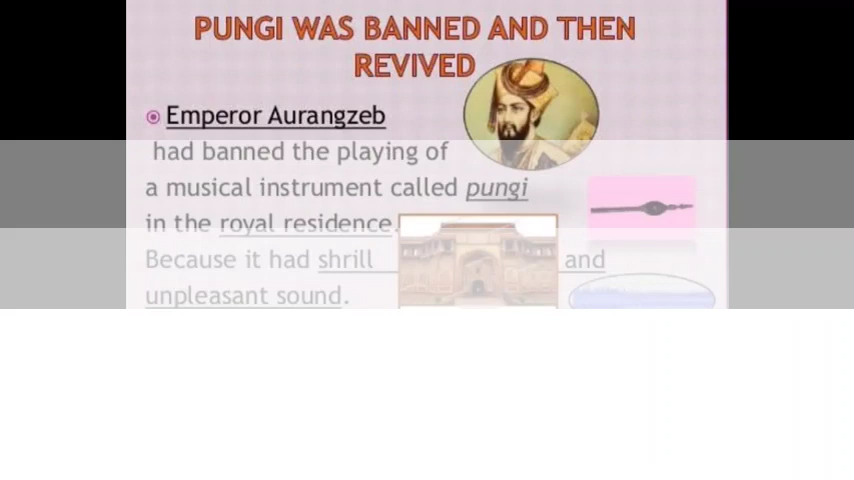 PUNGI WAS BANNED AND THEN
REVIVED
Emperor Aurangzeb
had banned the playing of
a musical instrument called pungi
in the royal residence.
Because it had shrill and
unpleasant sound.